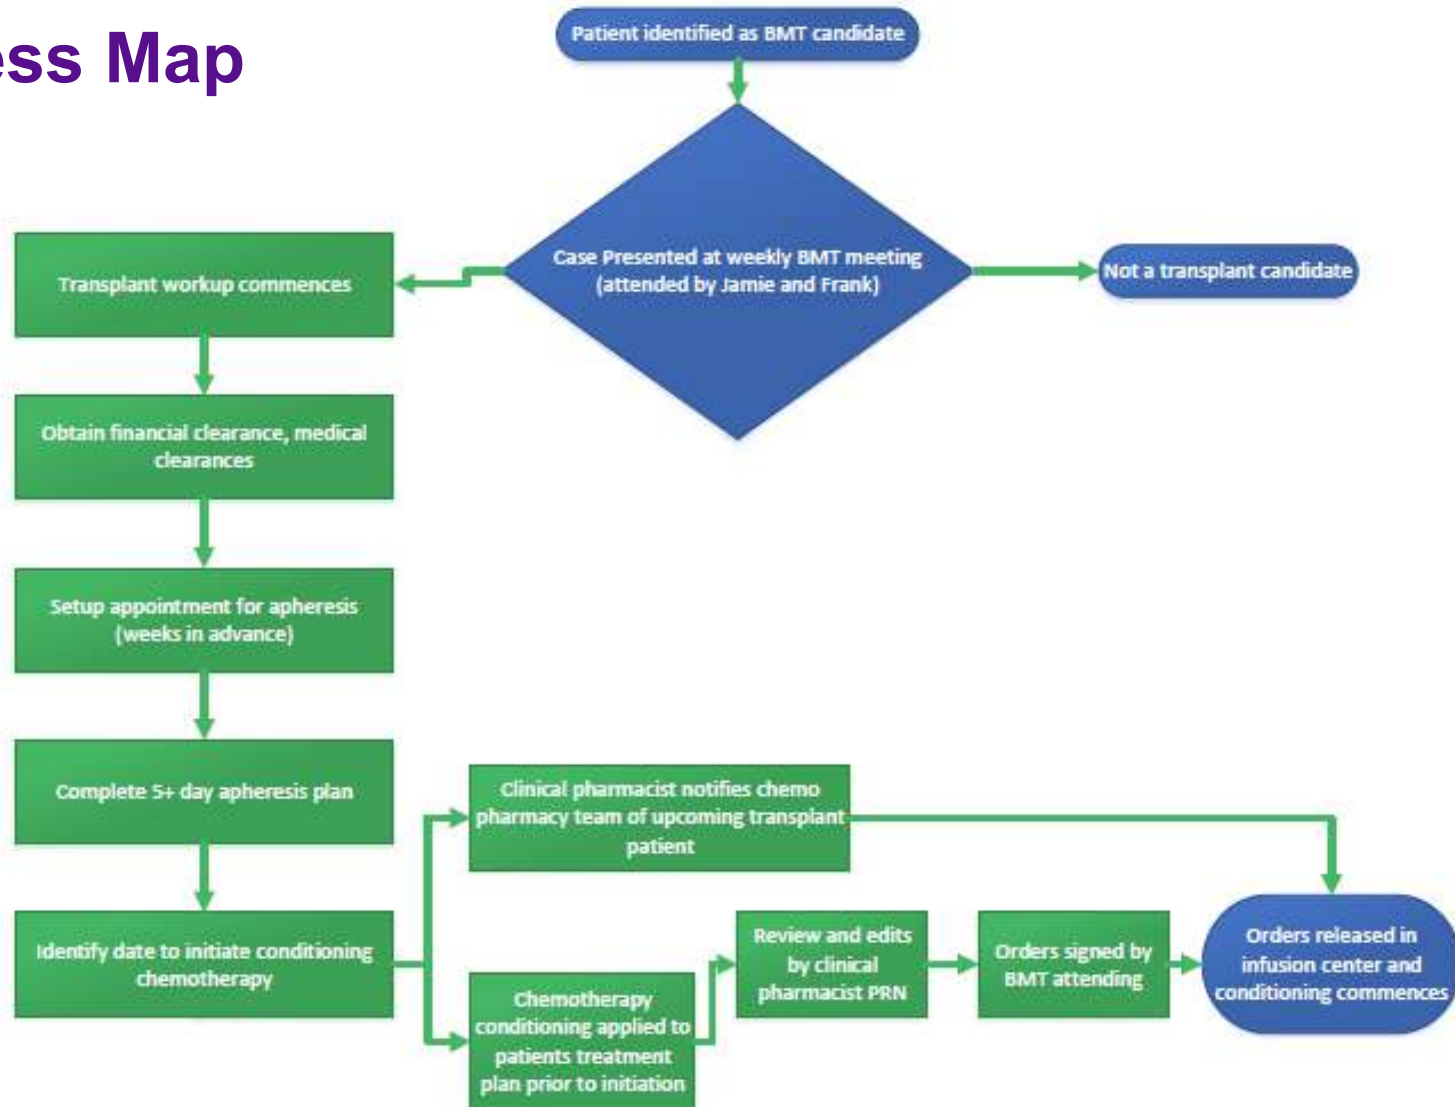 ess Map
Patient identified as BMT candidate
Case Presented at weekly BMT meeting
(attended by Jamie and Frank)
Not a transplant candidate
Transplant workup commences
Obtain financial clearance, medical
clearances
Setup appointment for apheresis
(weeks in advance)
Complete 5+ day apheresis plan
Identify date to initiate conditioning
chemotherapy
Clinical pharmacist notifies chemo
pharmacy team of upcoming transplant
patient
Chemotherapy
conditioning applied to
patients treatment
plan prior to initiation
Review and edits
by clinical
pharmacist PRN
Orders signed by
BMT attending
Orders released in
infusion center and
conditioning commences